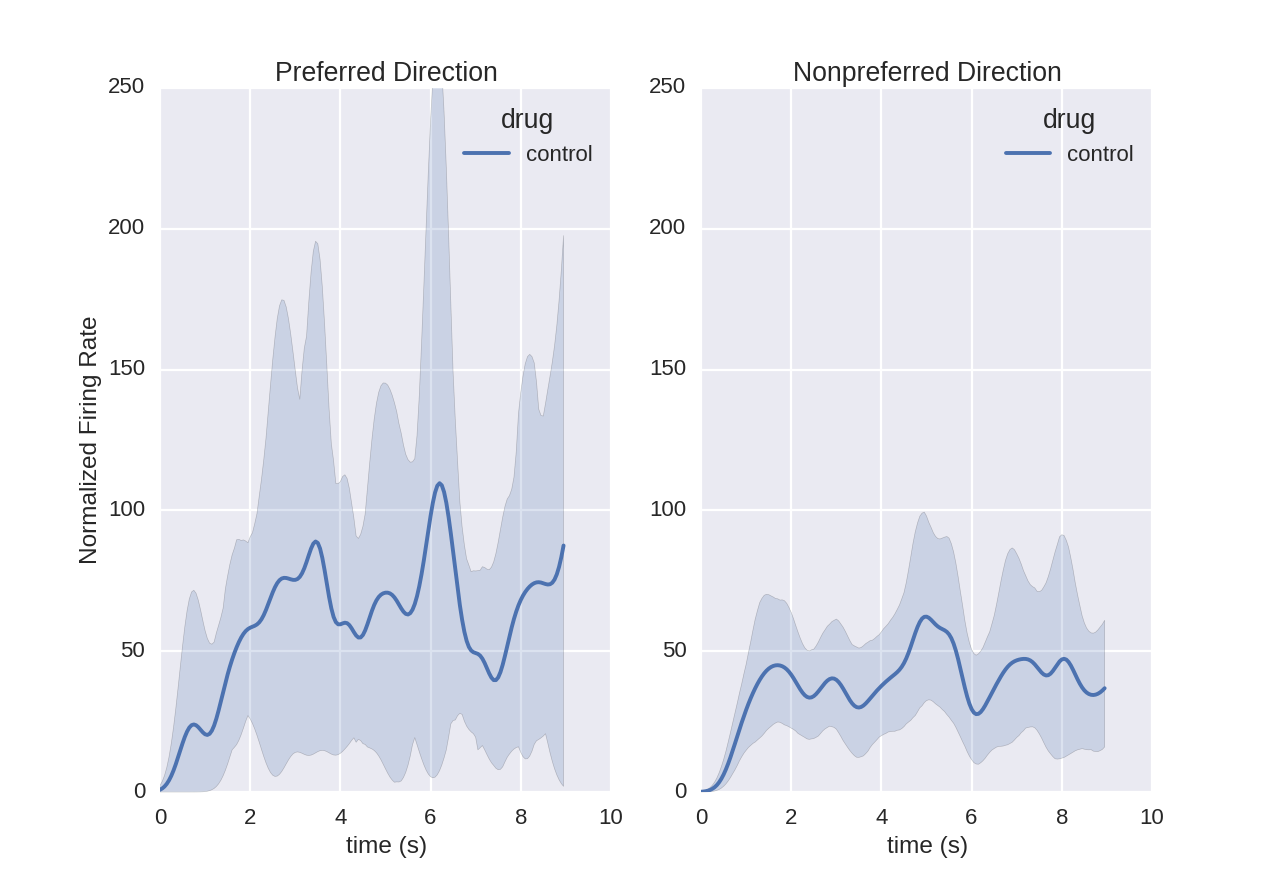 Preferred Direction
250
200
150
100
50
0
0 2 4 6 8 10
time (s)
Normalized Firing Rate
drug
control
Nonpreferred Direction
250
200
150
100
50
0
0 2 4 6 8 10
time (s)
drug
control